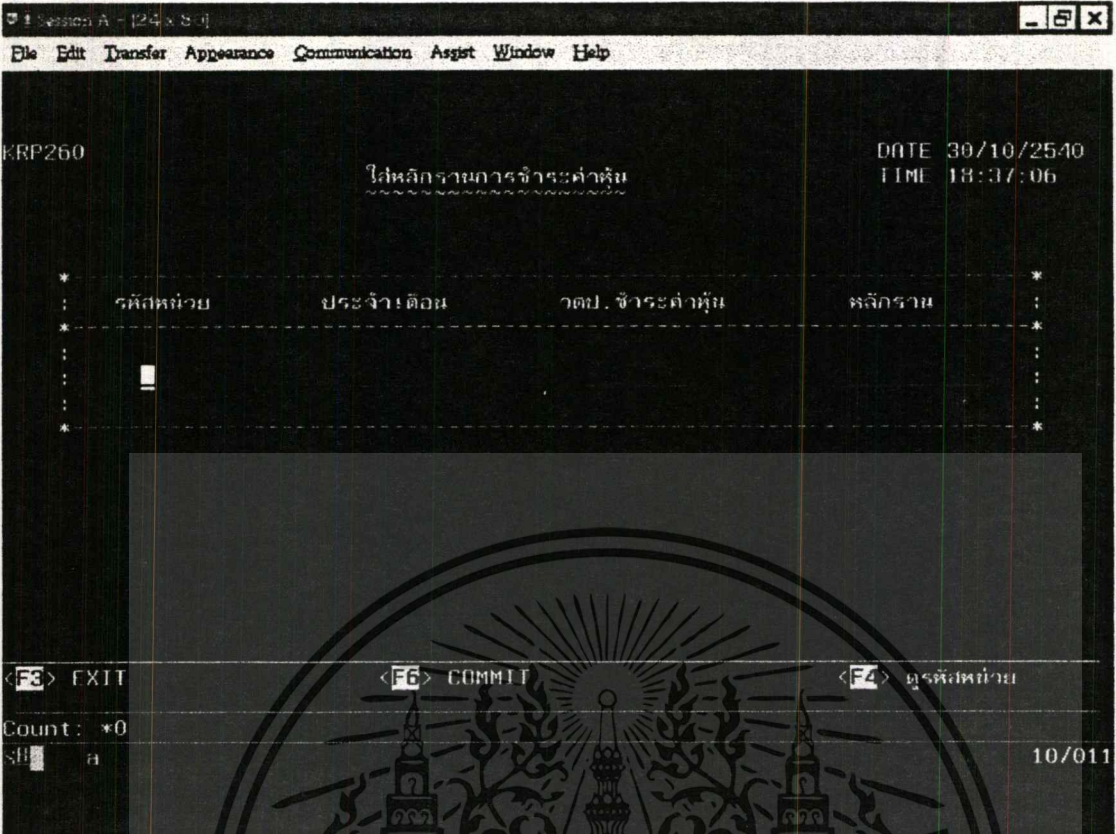 Session A - [24 x 80]
File Edit Transfer Appearance Communication Assist Window Help
KRP260
DATE 30/10/2540
ใส่หลักฐานการชำระค่าหุ้น
TIME 18:37:06
รหัสหน่วย ประจำเดือน วดป.ชำระค่าหุ้น หลักฐาน
<F3> EXIT <F6> COMMIT <F4> ดูรหัสหน่วย
Count: *0
a 10/011